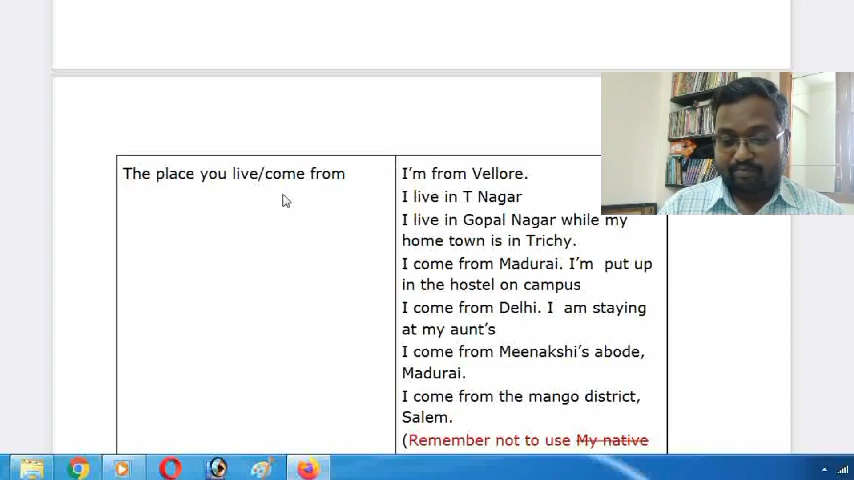 The place you live/come from
I'm from Vellore.
I live in T Nagar
I live in Gopal Nagar while my
home town is in Trichy.
I come from Madurai. I'm  put up
in the hostel on campus
I come from Delhi. I  am staying
at my aunt's
I come from Meenakshi's abode,
Madurai.
I come from the mango district,
Salem.
(Remember not to use My native